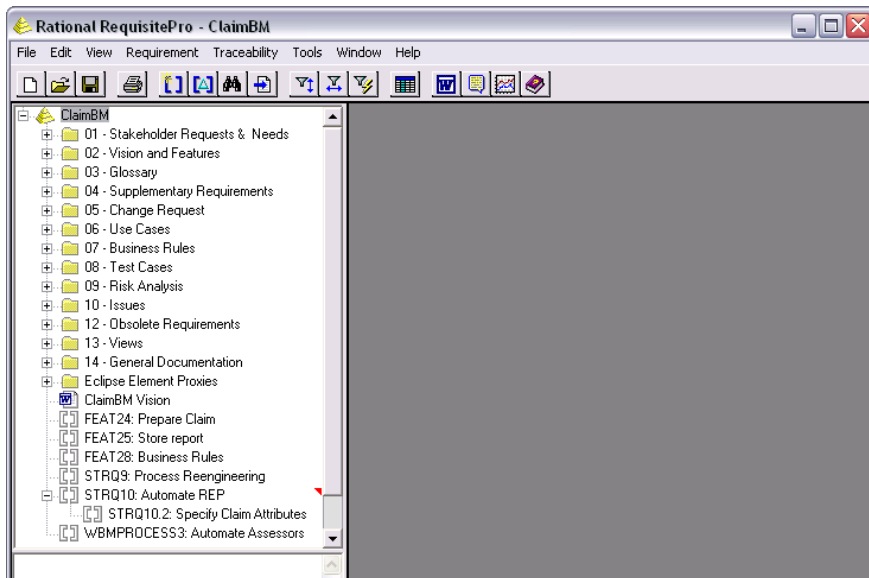 Rational RequisitePro - ClaimBM
File Edit View Requirement Traceability Tools Window Help
ClaimBM
01 - Stakeholder Requests & Needs
02 - Vision and Features
03 - Glossary
04 - Supplementary Requirements
05 - Change Request
06 - Use Cases
07 - Business Rules
08 - Test Cases
09 - Risk Analysis
10 - Issues
12 - Obsolete Requirements
13 - Views
14 - General Documentation
Eclipse Element Proxies
ClaimBM Vision
FEAT24: Prepare Claim
FEAT25: Store report
FEAT28: Business Rules
STRQ9: Process Reengineering
STRQ10: Automate REP
STRQ10.2: Specify Claim Attributes
WBMPROCESS3: Automate Assessors